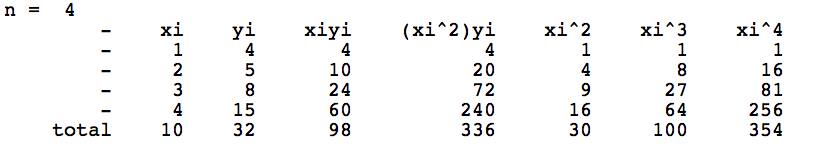 n = 4
- xi yi xiyi (xi^2)yi xi^2 xi^3 xi^4
- 1 4 4 4 1 1 1
- 2 5 10 20 4 8 16
- 3 8 24 72 9 27 81
- 4 15 60 240 16 64 256
total 10 32 98 336 30 100 354